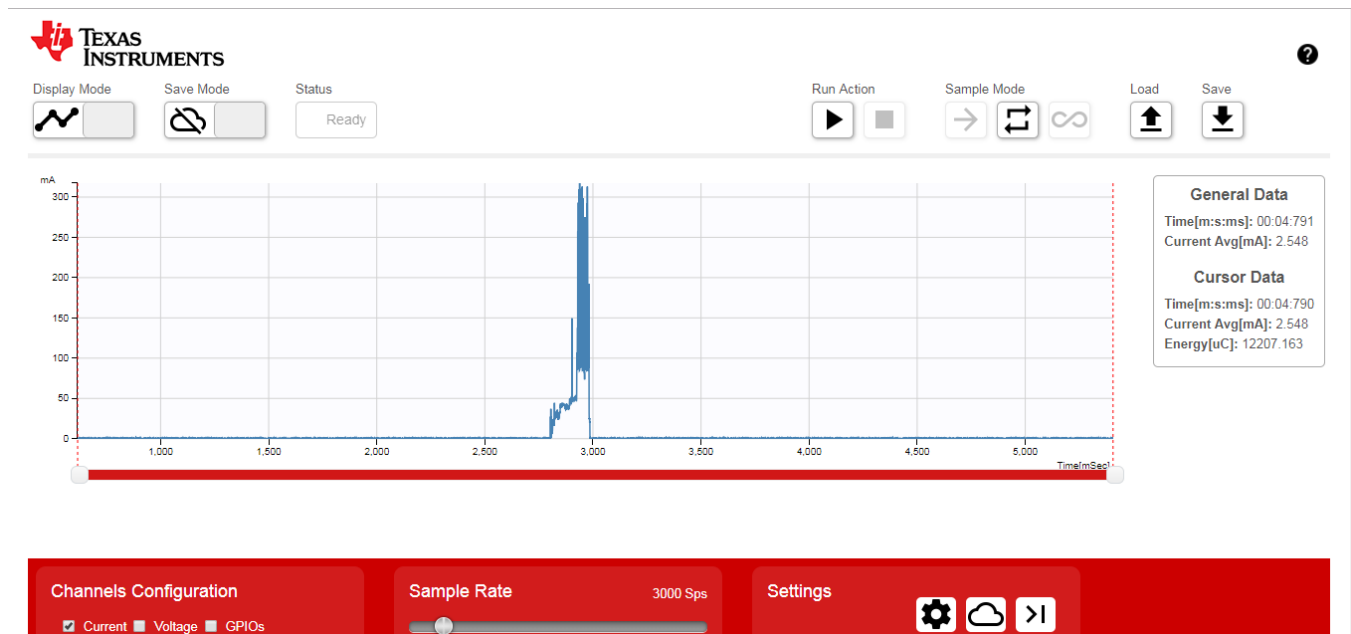 TEXAS
INSTRUMENTS
Display Mode
Save Mode
Status
Run Action
Sample Mode
Load
Save
Ready
mA
300
250
200
150
100
50
0
1,000
1,500
2,000
2,500
3,000
3,500
4,000
4,500
5,000
Time[mSec]
General Data
Time[m:s:ms]: 00:04:791
Current Avg[mA]: 2.548
Cursor Data
Time[m:s:ms]: 00:04:790
Current Avg[mA]: 2.548
Energy[uC]: 12207.163
Channels Configuration
Current Voltage GPIOs
Sample Rate 3000 Sps
Settings